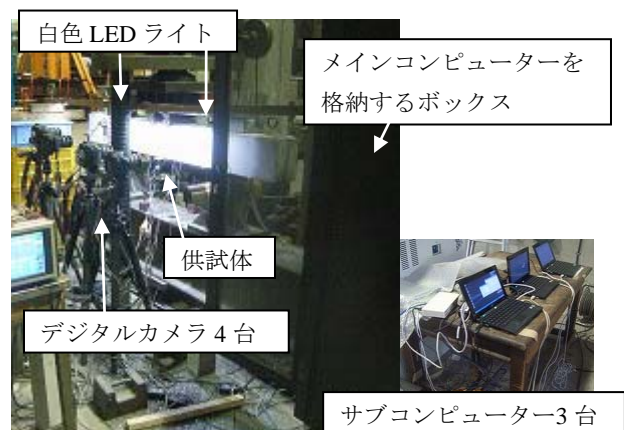 白色 LED ライト
メインコンピューターを
格納するボックス
供試体
デジタルカメラ 4 台
サブコンピューター3 台